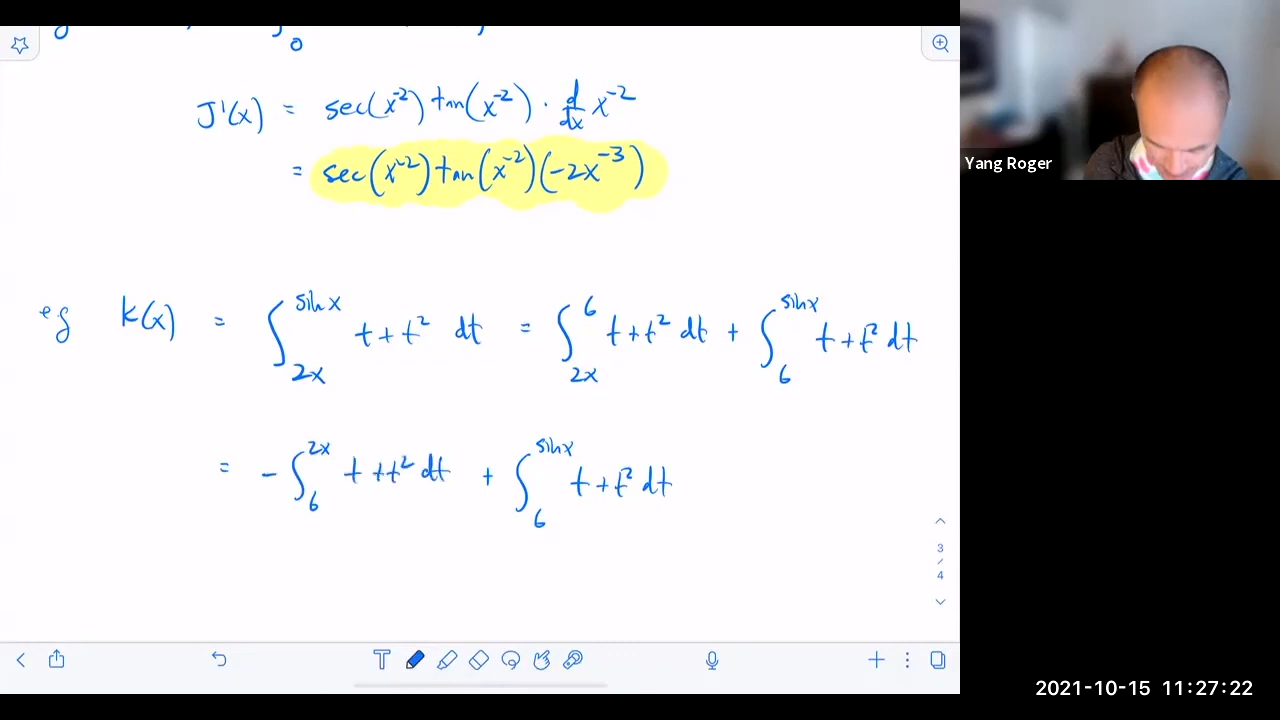 0
J'(x) = sec(x⁻²) tan(x⁻²) · d/dx x⁻²
= sec(x⁻²) tan(x⁻²) (-2x⁻³)
eg k(x) = ∫_{2x}^{sin x} t + t² dt = ∫_{2x}^{6} t + t² dt + ∫_{6}^{sin x} t + t² dt
= - ∫_{6}^{2x} t + t² dt + ∫_{6}^{sin x} t + t² dt
3
/
4
T
Yang Roger
2021-10-15 11:27:22